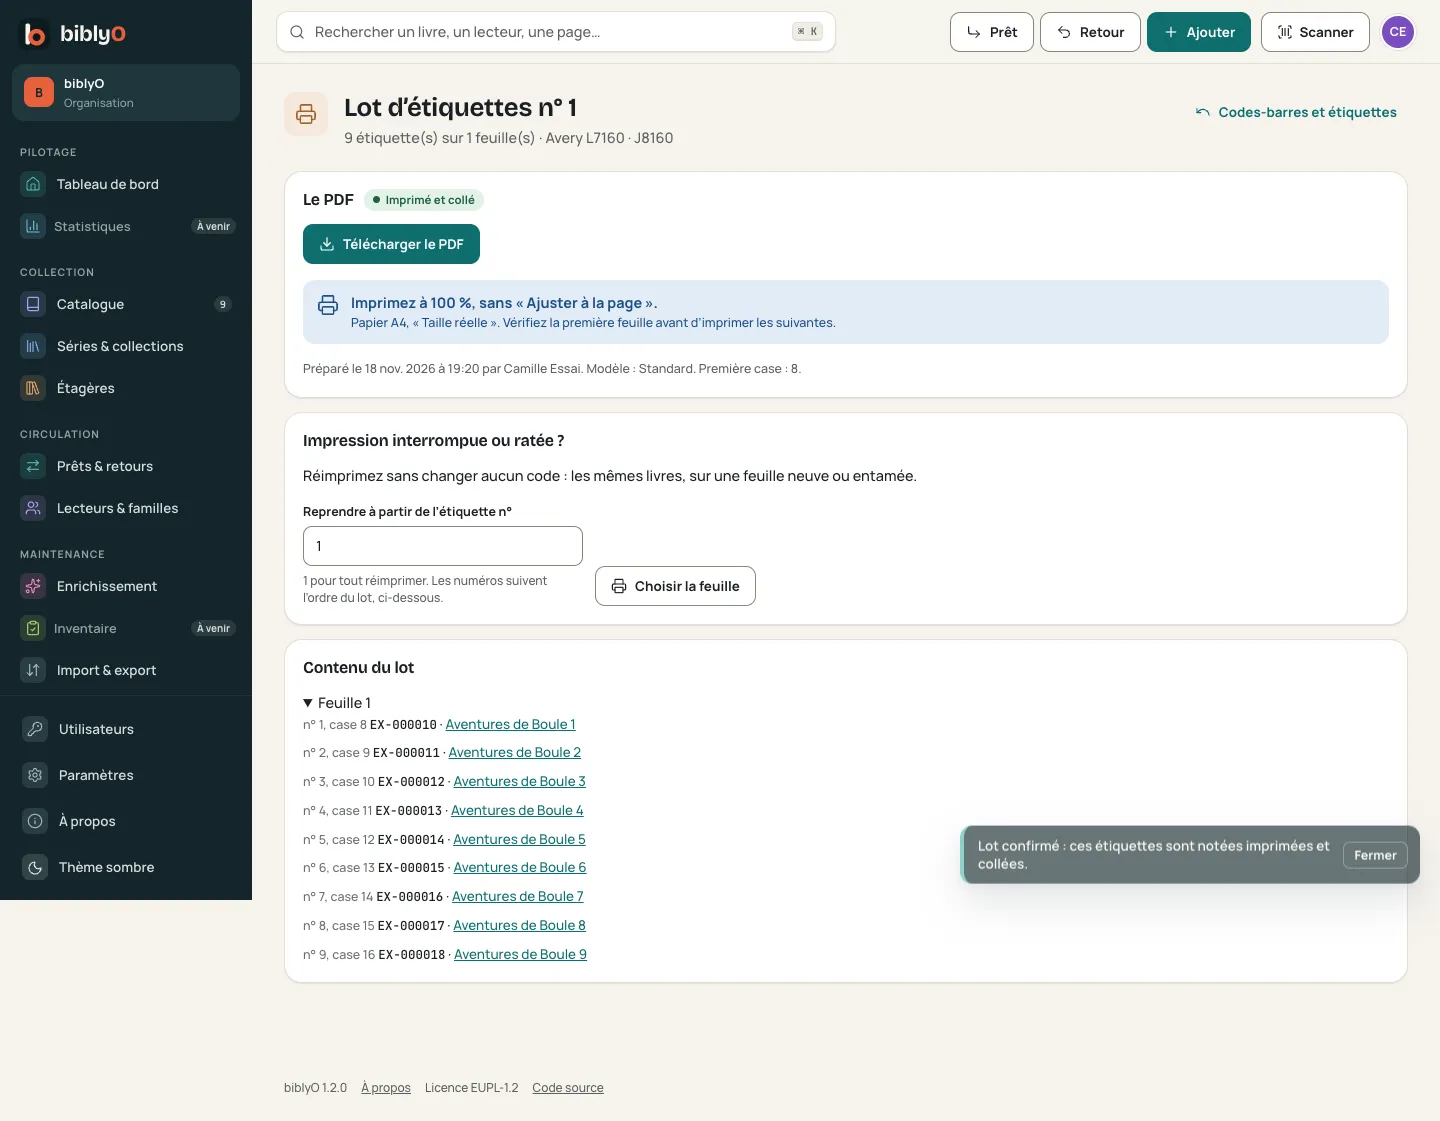 biblyO
B
biblyO
Organisation
PILOTAGE
Tableau de bord
Statistiques
À venir
COLLECTION
Catalogue
9
Séries & collections
Étagères
CIRCULATION
Prêts & retours
Lecteurs & familles
MAINTENANCE
Enrichissement
Inventaire
À venir
Import & export
Utilisateurs
Paramètres
À propos
Thème sombre
Rechercher un livre, un lecteur, une page…
⌘ K
Prêt
Retour
Ajouter
Scanner
CE
Lot d’étiquettes n° 1
9 étiquette(s) sur 1 feuille(s) · Avery L7160 · J8160
Codes-barres et étiquettes
Le PDF
Imprimé et collé
Télécharger le PDF
Imprimez à 100 %, sans « Ajuster à la page ».
Papier A4, « Taille réelle ». Vérifiez la première feuille avant d’imprimer les suivantes.
Préparé le 18 nov. 2026 à 19:20 par Camille Essai. Modèle : Standard. Première case : 8.
Impression interrompue ou ratée ?
Réimprimez sans changer aucun code : les mêmes livres, sur une feuille neuve ou entamée.
Reprendre à partir de l’étiquette n°
1
1 pour tout réimprimer. Les numéros suivent
l’ordre du lot, ci-dessous.
Choisir la feuille
Contenu du lot
▼ Feuille 1
n° 1, case 8 EX-000010 · Aventures de Boule 1
n° 2, case 9 EX-000011 · Aventures de Boule 2
n° 3, case 10 EX-000012 · Aventures de Boule 3
n° 4, case 11 EX-000013 · Aventures de Boule 4
n° 5, case 12 EX-000014 · Aventures de Boule 5
n° 6, case 13 EX-000015 · Aventures de Boule 6
n° 7, case 14 EX-000016 · Aventures de Boule 7
n° 8, case 15 EX-000017 · Aventures de Boule 8
n° 9, case 16 EX-000018 · Aventures de Boule 9
Lot confirmé : ces étiquettes sont notées imprimées et
collées.
Fermer
biblyO 1.2.0
À propos
Licence EUPL-1.2
Code source